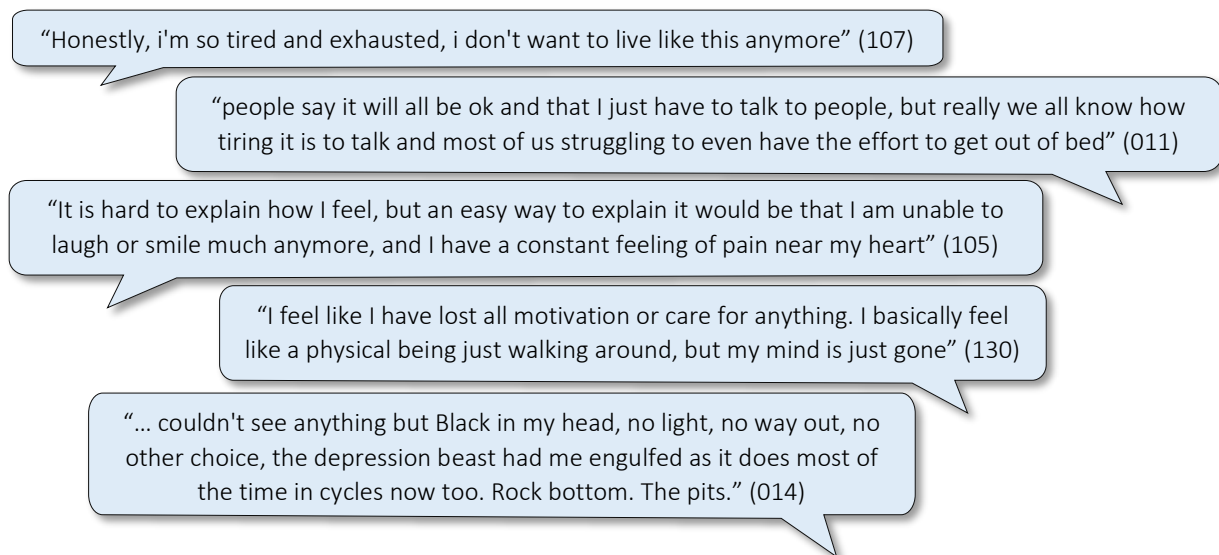 “Honestly, i'm so tired and exhausted, i don't want to live like this anymore” (107)
“people say it will all be ok and that I just have to talk to people, but really we all know how
tiring it is to talk and most of us struggling to even have the effort to get out of bed” (011)
“It is hard to explain how I feel, but an easy way to explain it would be that I am unable to
laugh or smile much anymore, and I have a constant feeling of pain near my heart” (105)
“I feel like I have lost all motivation or care for anything. I basically feel
like a physical being just walking around, but my mind is just gone” (130)
“... couldn't see anything but Black in my head, no light, no way out, no
other choice, the depression beast had me engulfed as it does most of
the time in cycles now too. Rock bottom. The pits.” (014)